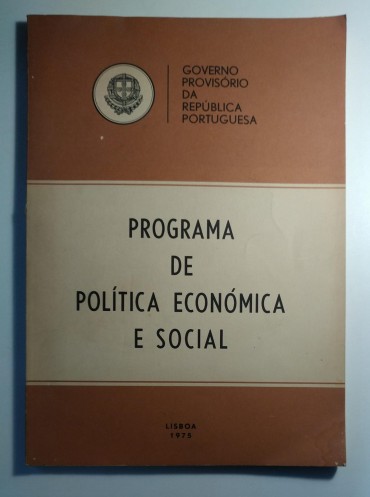 GOVERNO
PROVISÓRIO
DA
REPÚBLICA
PORTUGUESA
PROGRAMA
DE
POLÍTICA ECONÓMICA
E SOCIAL
LISBOA
1975